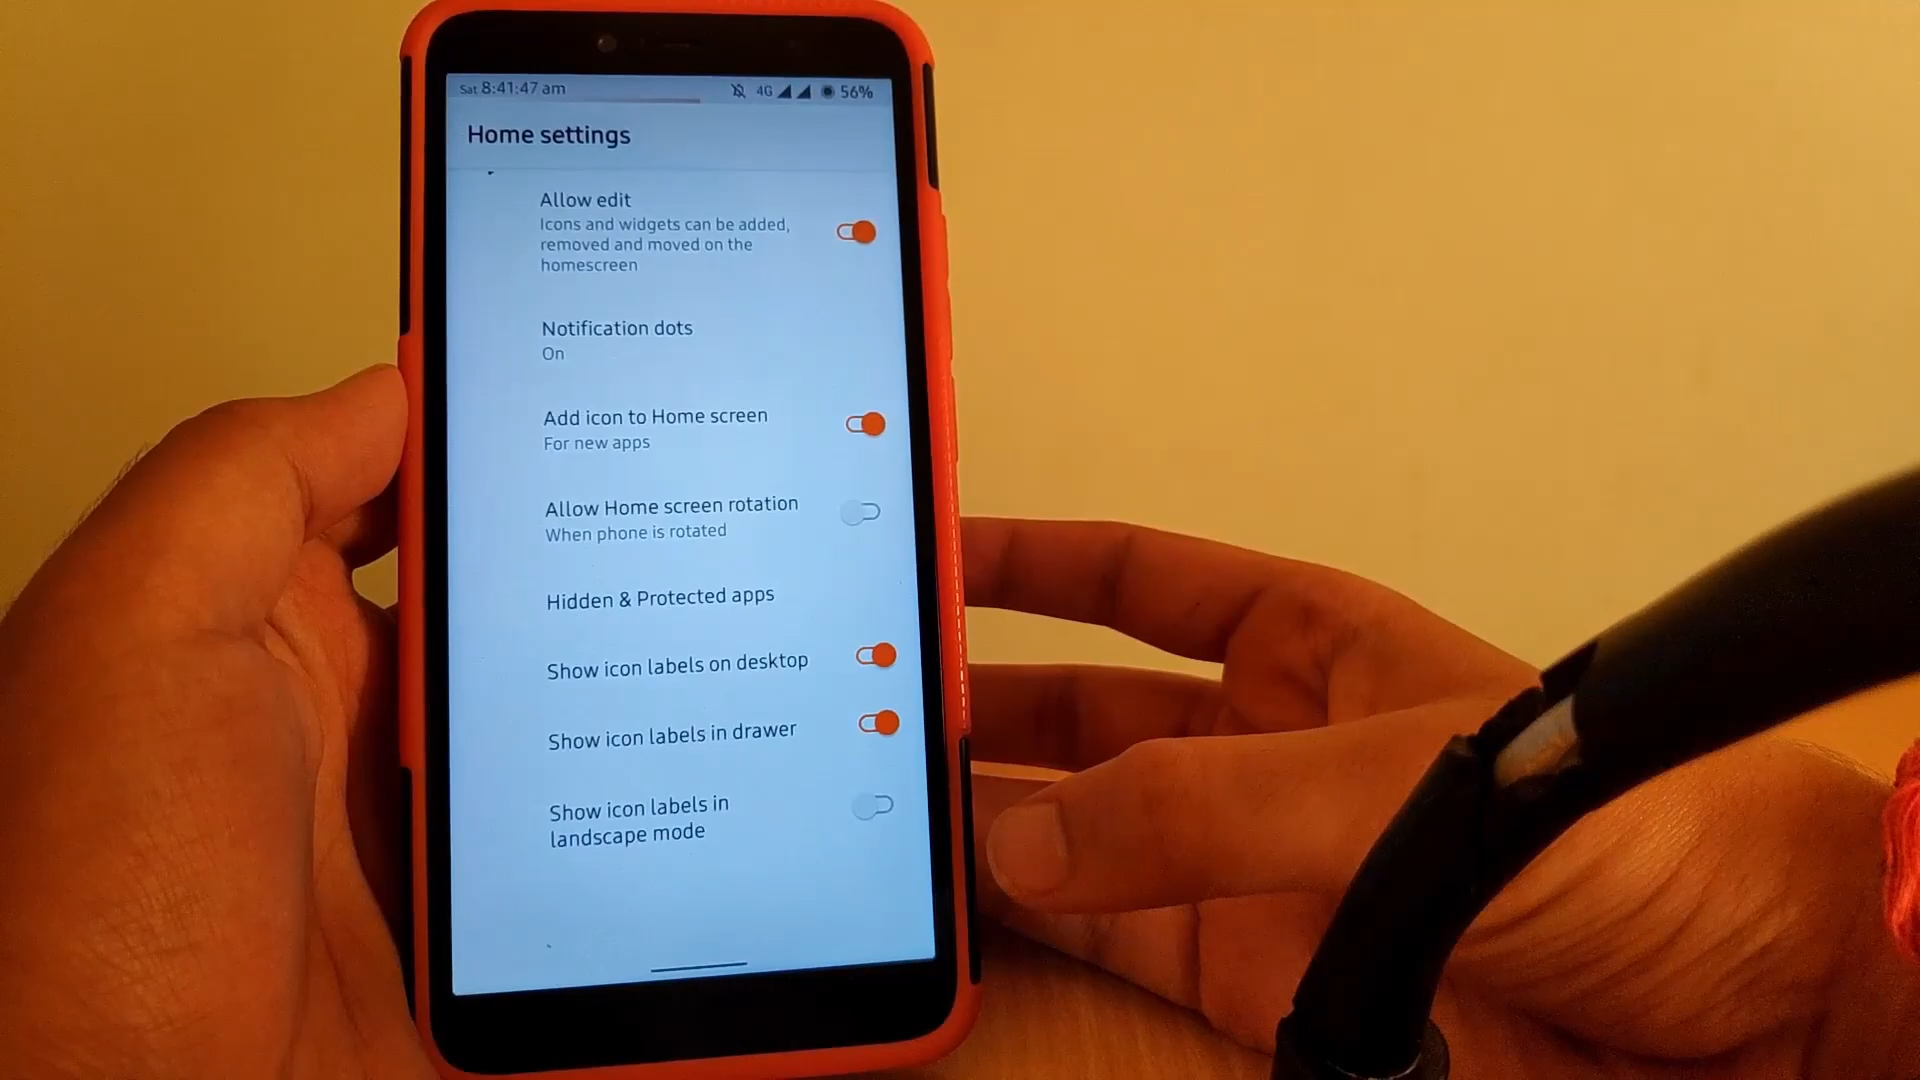 Sat 8:41:47 am 4G 56%
Home settings
Allow edit
Icons and widgets can be added,
removed and moved on the
homescreen
Notification dots
On
Add icon to Home screen
For new apps
Allow Home screen rotation
When phone is rotated
Hidden & Protected apps
Show icon labels on desktop
Show icon labels in drawer
Show icon labels in
landscape mode